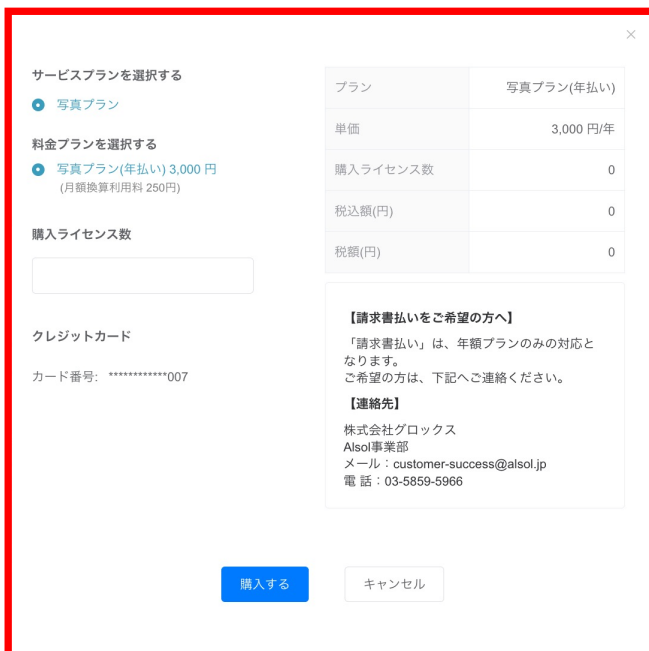 ×
サービスプランを選択する
写真プラン
料金プランを選択する
写真プラン(年払い) 3,000 円
(月額換算利用料 250円)
購入ライセンス数
クレジットカード
カード番号: ************007
プラン 写真プラン(年払い)
単価 3,000 円/年
購入ライセンス数 0
税込額(円) 0
税額(円) 0
【請求書払いをご希望の方へ】
「請求書払い」は、年額プランのみの対応と
なります。
ご希望の方は、下記へご連絡ください。
【連絡先】
株式会社グロックス
Alsol事業部
メール：customer-success@alsol.jp
電 話：03-5859-5966
購入する
キャンセル